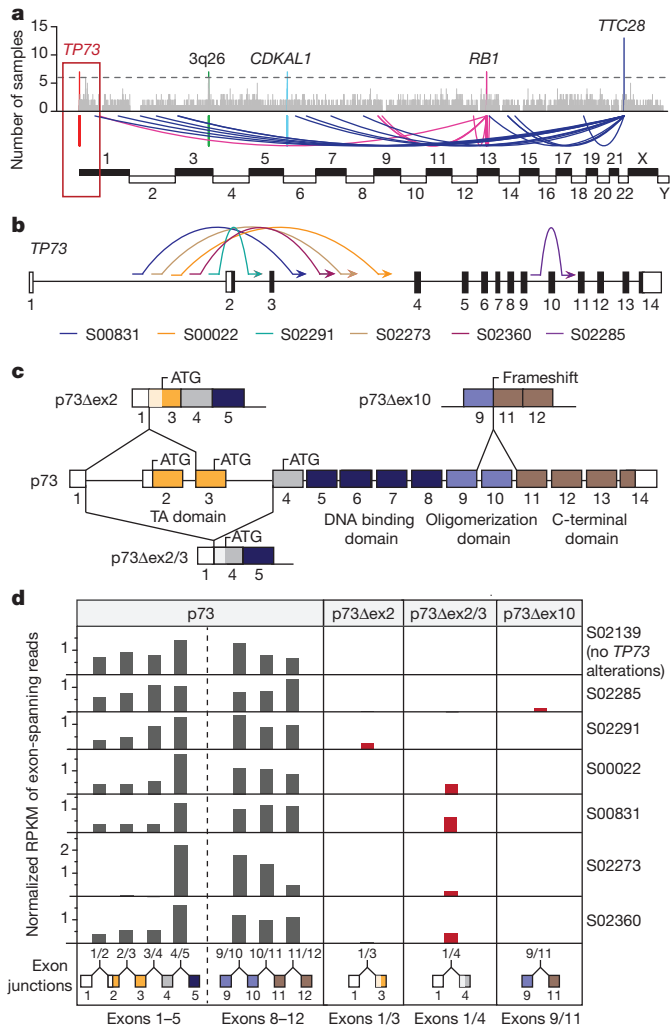 a
TP73 3q26 CDKAL1 RB1 TTC28
Number of samples
15
10
5
0
1 3 5 7 9 11 13 15 17 19 21 X
2 4 6 8 10 12 14 16 18 20 22 Y
b
TP73
1 2 3 4 5 6 7 8 9 10 11 12 13 14
S00831 S00022 S02291 S02273 S02360 S02285
c
ATG Frameshift
p73Δex2 p73Δex10
1 3 4 5 9 11 12
ATG ATG ATG
p73
1 2 3 4 5 6 7 8 9 10 11 12 13 14
TA domain DNA binding domain Oligomerization domain C-terminal domain
ATG
p73Δex2/3
1 4 5
d
p73 p73Δex2 p73Δex2/3 p73Δex10
Normalized RPKM of exon-spanning reads
1 S02139
(no TP73
alterations)
1 S02285
1 S02291
1 S00022
1 S00831
2
1 S02273
1 S02360
Exon junctions
1/2 2/3 3/4 4/5 9/10 10/11 11/12 1/3 1/4 9/11
1 2 3 4 5 9 10 11 12 1 3 1 4 9 11
Exons 1–5 Exons 8–12 Exons 1/3 Exons 1/4 Exons 9/11